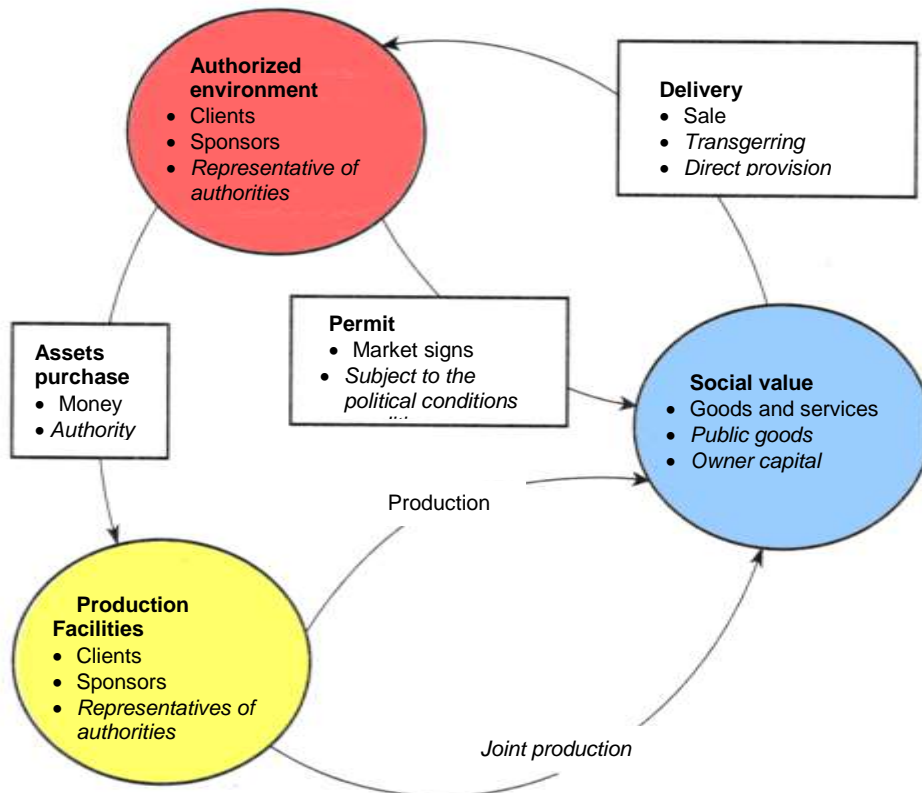 Authorized
environment
• Clients
• Sponsors
• Representative of
authorities
Delivery
• Sale
• Transgerring
• Direct provision
Assets
purchase
• Money
• Authority
Permit
• Market signs
• Subject to the
political conditions
Social value
• Goods and services
• Public goods
• Owner capital
Production
Production
Facilities
• Clients
• Sponsors
• Representatives of
authorities
Joint production